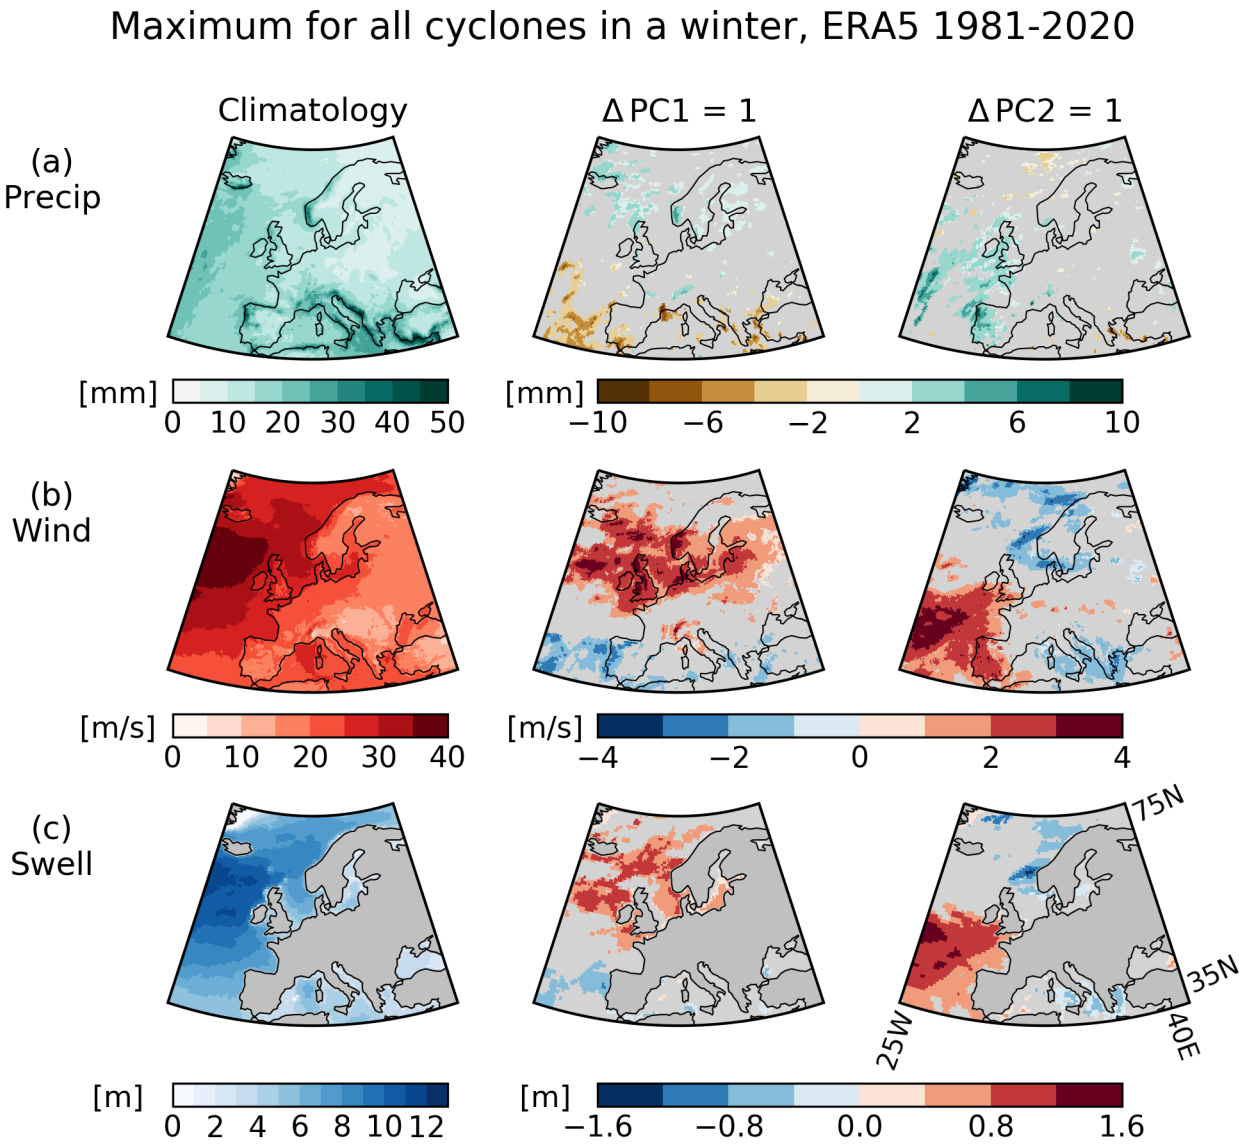 Maximum for all cyclones in a winter, ERA5 1981-2020
Climatology
Δ PC1 = 1
Δ PC2 = 1
(a)
Precip
[mm]
0 10 20 30 40 50
[mm]
−10 −6 −2 2 6 10
(b)
Wind
[m/s]
0 10 20 30 40
[m/s]
−4 −2 0 2 4
(c)
Swell
75N
35N
25W
40E
[m]
0 2 4 6 8 10 12
[m]
−1.6 −0.8 0.0 0.8 1.6